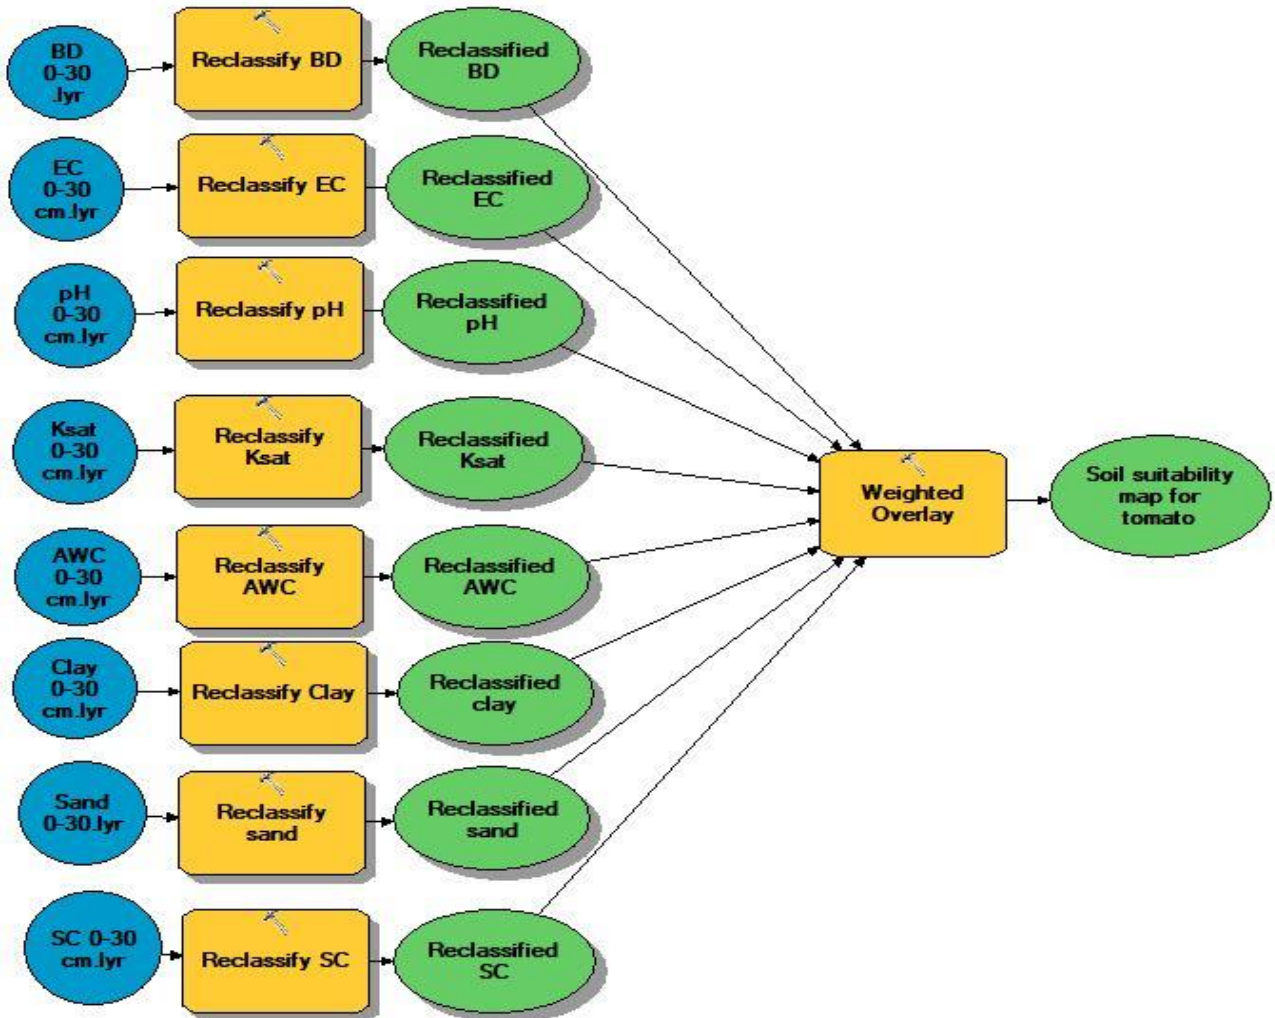 BD
0-30
.lyr
Reclassify BD
Reclassified
BD
EC
0-30
cm.lyr
Reclassify EC
Reclassified
EC
pH
0-30
cm.lyr
Reclassify pH
Reclassified
pH
Ksat
0-30
cm.lyr
Reclassify
Ksat
Reclassified
Ksat
Weighted
Overlay
Soil suitability
map for
tomato
AWC
0-30
cm.lyr
Reclassify
AWC
Reclassified
AWC
Clay
0-30
cm.lyr
Reclassify Clay
Reclassified
clay
Sand
0-30.lyr
Reclassify
sand
Reclassified
sand
SC 0-30
cm.lyr
Reclassify SC
Reclassified
SC